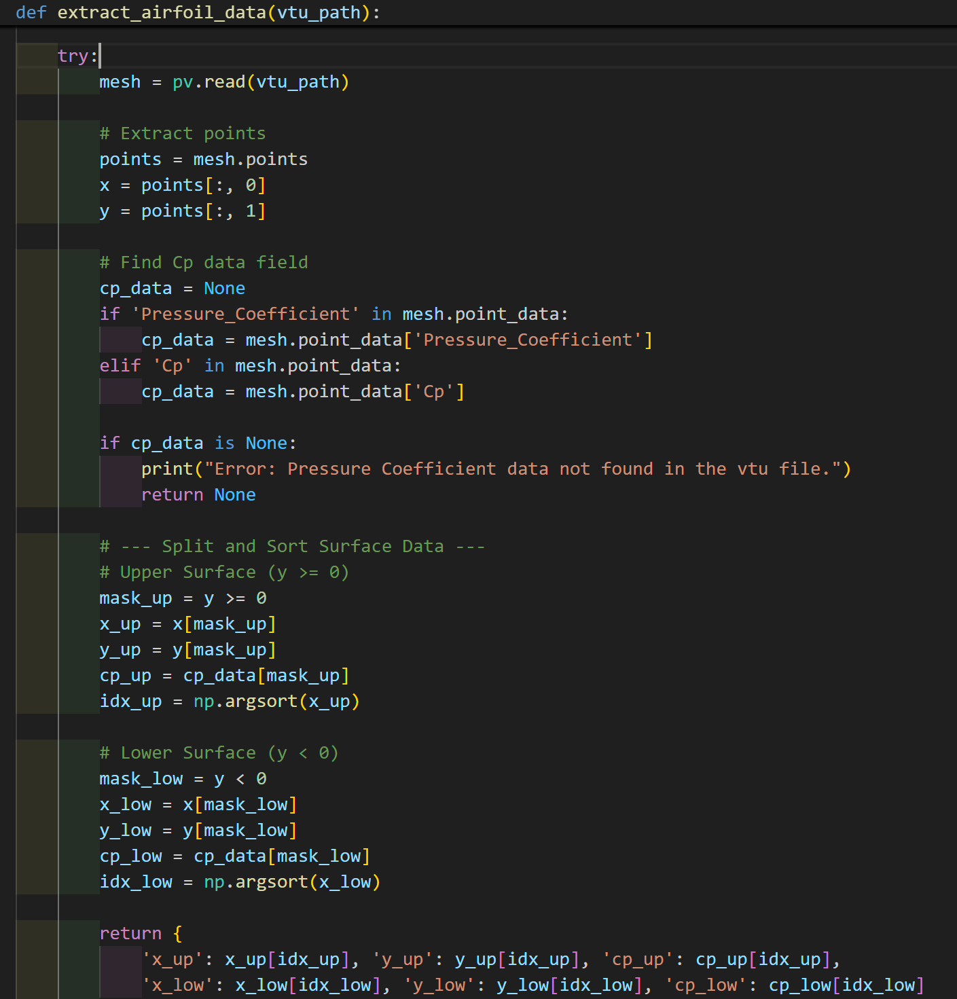 def extract_airfoil_data(vtu_path):
try:
mesh = pv.read(vtu_path)
# Extract points
points = mesh.points
x = points[:, 0]
y = points[:, 1]
# Find Cp data field
cp_data = None
if 'Pressure_Coefficient' in mesh.point_data:
cp_data = mesh.point_data['Pressure_Coefficient']
elif 'Cp' in mesh.point_data:
cp_data = mesh.point_data['Cp']
if cp_data is None:
print("Error: Pressure Coefficient data not found in the vtu file.")
return None
# --- Split and Sort Surface Data ---
# Upper Surface (y >= 0)
mask_up = y >= 0
x_up = x[mask_up]
y_up = y[mask_up]
cp_up = cp_data[mask_up]
idx_up = np.argsort(x_up)
# Lower Surface (y < 0)
mask_low = y < 0
x_low = x[mask_low]
y_low = y[mask_low]
cp_low = cp_data[mask_low]
idx_low = np.argsort(x_low)
return {
'x_up': x_up[idx_up], 'y_up': y_up[idx_up], 'cp_up': cp_up[idx_up],
'x_low': x_low[idx_low], 'y_low': y_low[idx_low], 'cp_low': cp_low[idx_low]